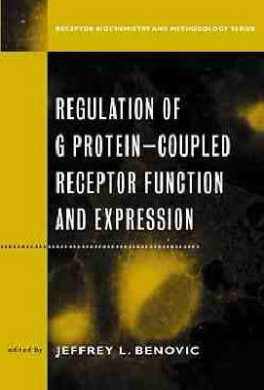 RECEPTOR BIOCHEMISTRY AND METHODOLOGY SERIES
REGULATION OF
G PROTEIN–COUPLED
RECEPTOR FUNCTION
AND EXPRESSION
edited by JEFFREY L. BENOVIC